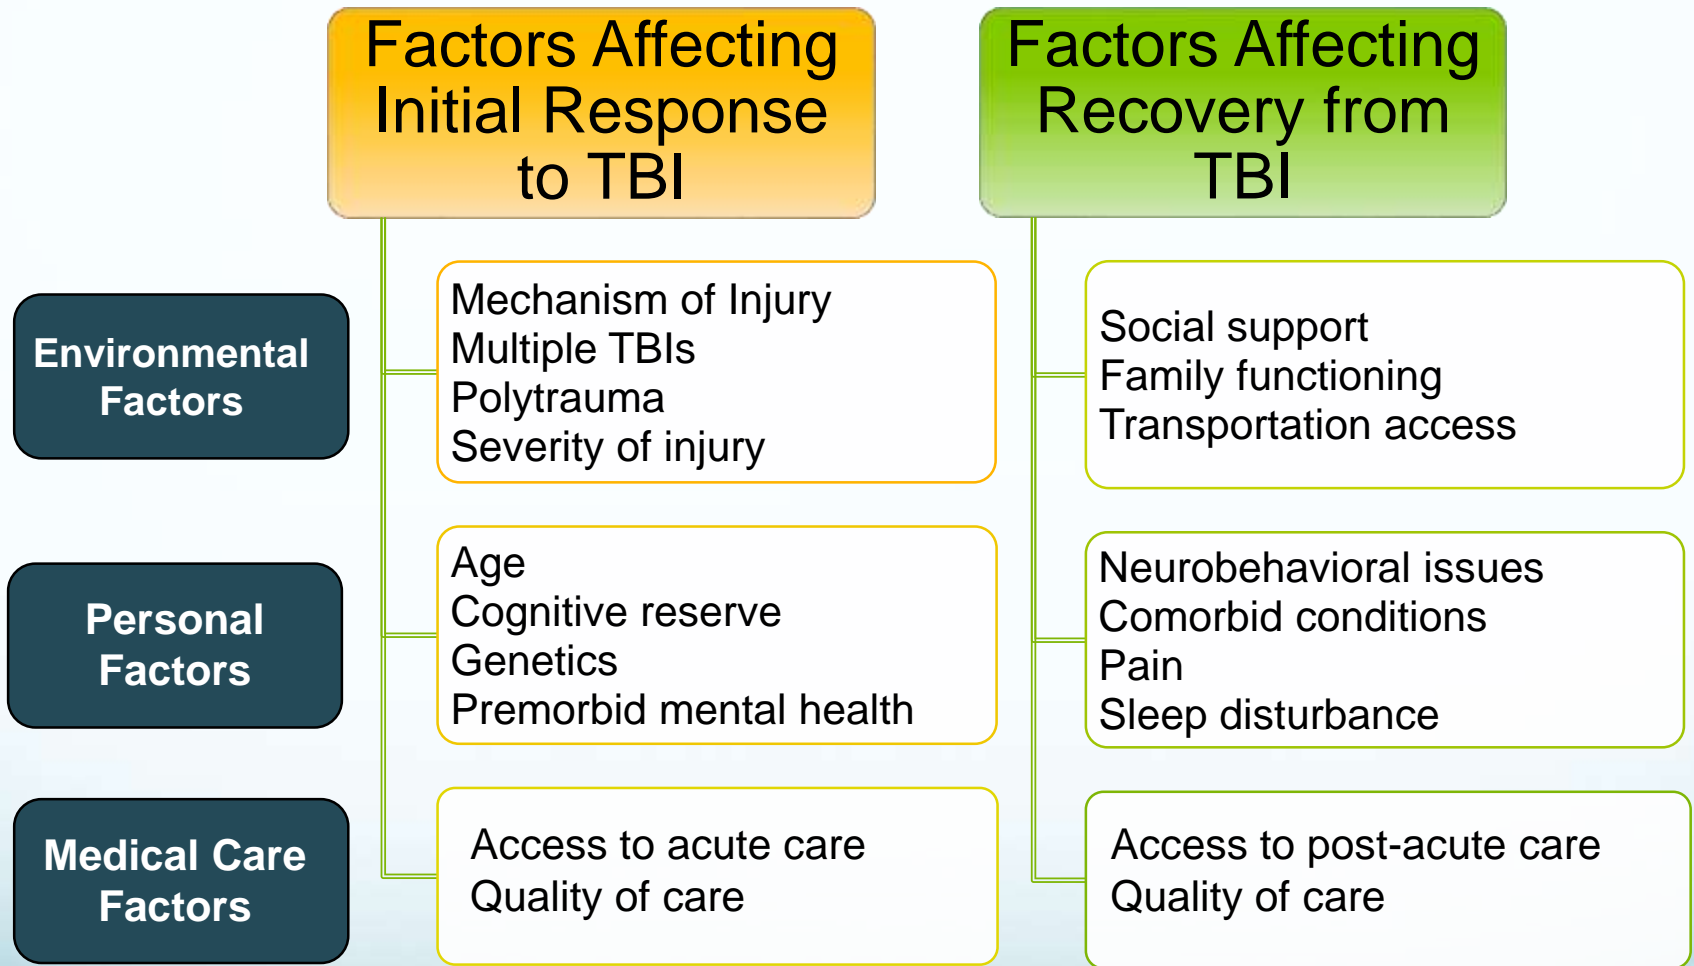 Factors Affecting
Initial Response
to TBI
Factors Affecting
Recovery from
TBI
Environmental
Factors
Mechanism of Injury
Multiple TBIs
Polytrauma
Severity of injury
Social support
Family functioning
Transportation access
Personal
Factors
Age
Cognitive reserve
Genetics
Premorbid mental health
Neurobehavioral issues
Comorbid conditions
Pain
Sleep disturbance
Medical Care
Factors
Access to acute care
Quality of care
Access to post-acute care
Quality of care